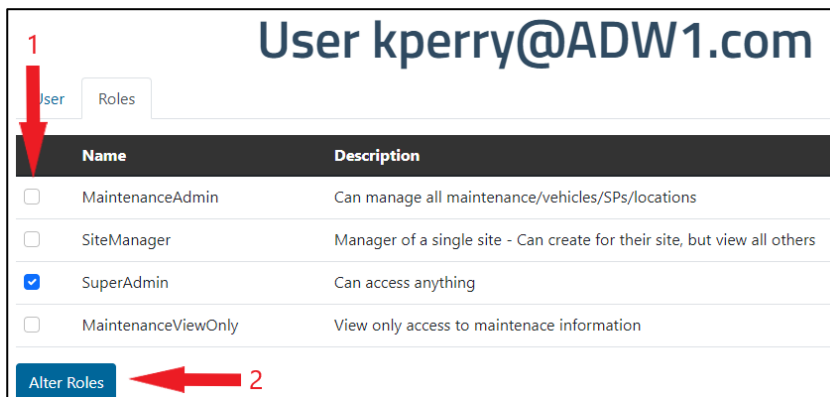 1
User kperry@ADW1.com
User Roles
Name Description
MaintenanceAdmin Can manage all maintenance/vehicles/SPs/locations
SiteManager Manager of a single site - Can create for their site, but view all others
SuperAdmin Can access anything
MaintenanceViewOnly View only access to maintenace information
Alter Roles 2